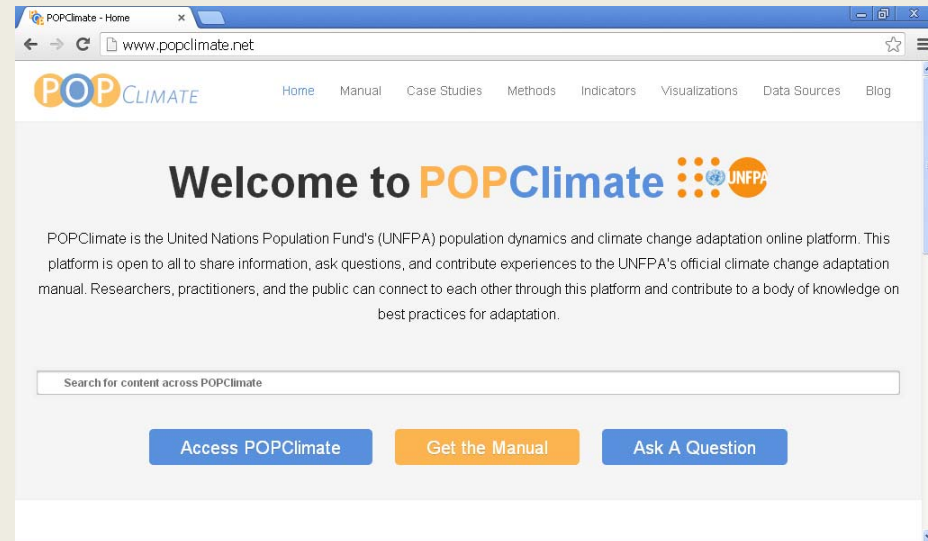 POPClimate - Home
www.popclimate.net
POP CLIMATE
Home Manual Case Studies Methods Indicators Visualizations Data Sources Blog
Welcome to POPClimate UNFPA
POPClimate is the United Nations Population Fund's (UNFPA) population dynamics and climate change adaptation online platform. This
platform is open to all to share information, ask questions, and contribute experiences to the UNFPA's official climate change adaptation
manual. Researchers, practitioners, and the public can connect to each other through this platform and contribute to a body of knowledge on
best practices for adaptation.
Search for content across POPClimate
Access POPClimate Get the Manual Ask A Question